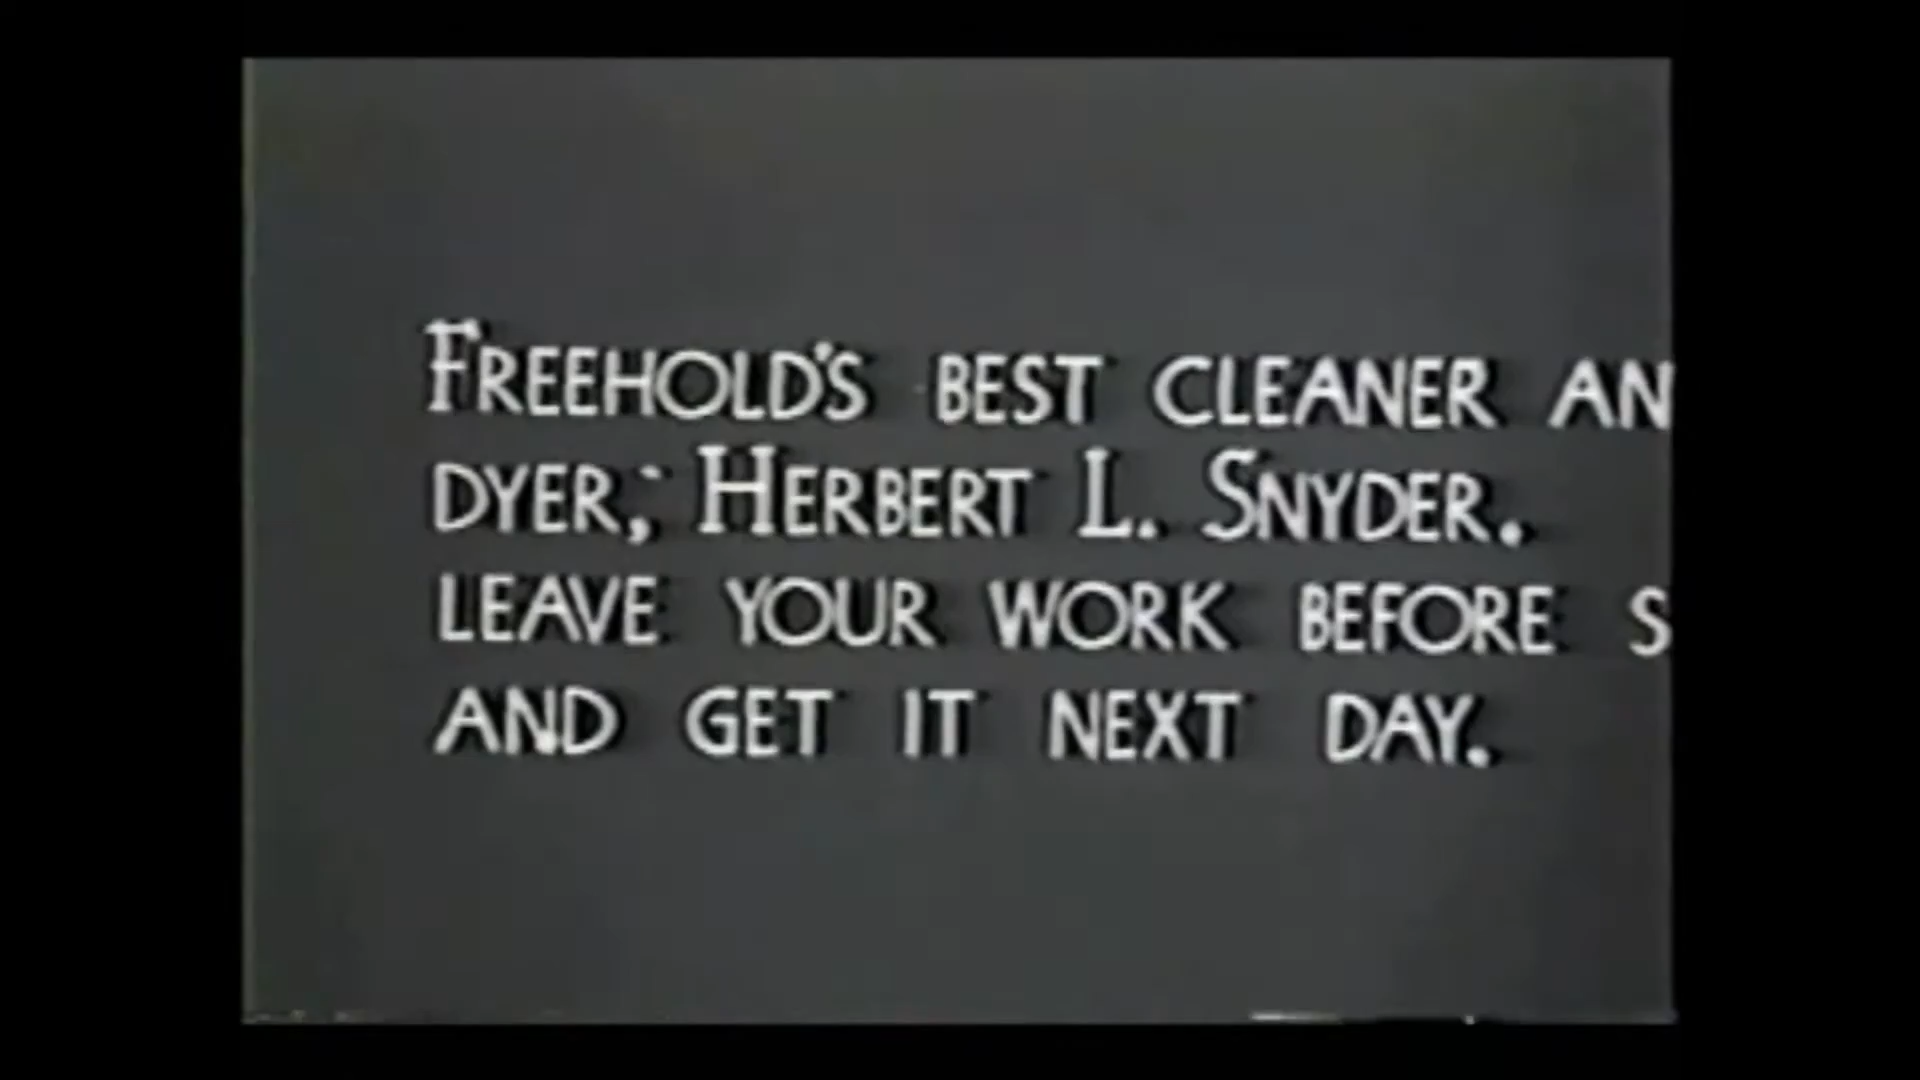 FREEHOLD'S BEST CLEANER AN
DYER, HERBERT L. SNYDER.
LEAVE YOUR WORK BEFORE S
AND GET IT NEXT DAY.